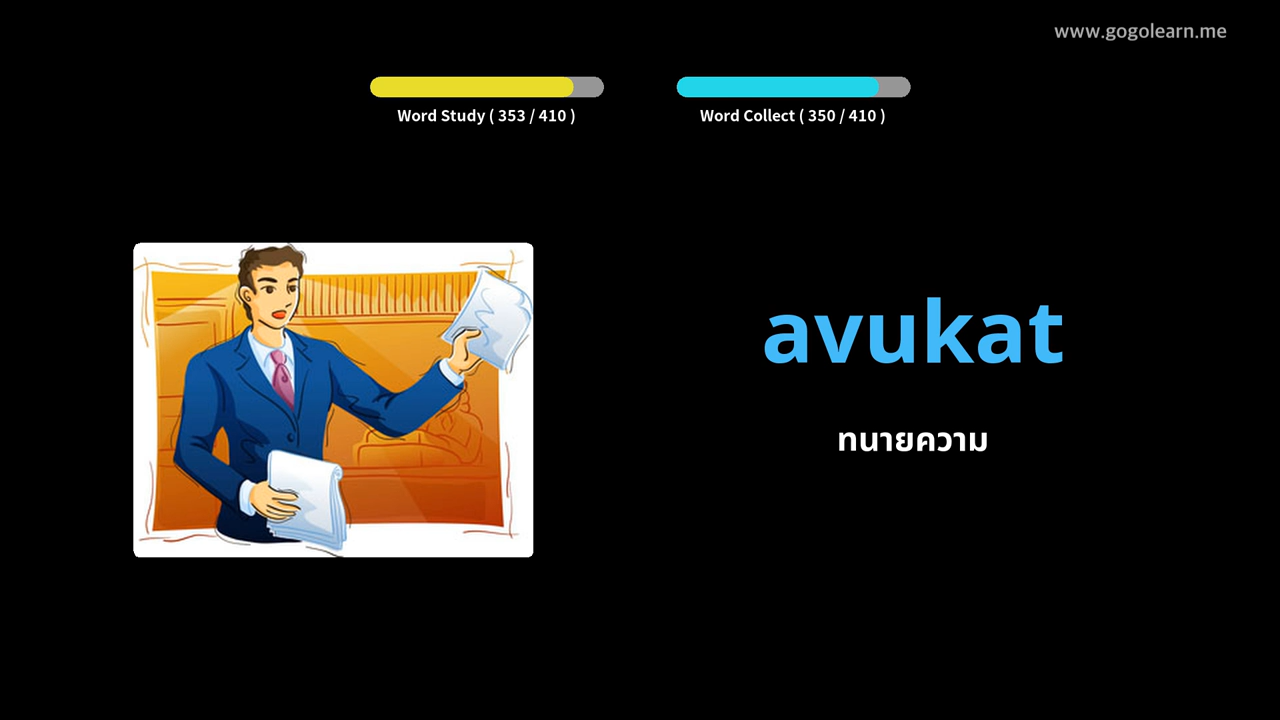 www.gogolearn.me
Word Study ( 353 / 410 )
Word Collect ( 350 / 410 )
avukat
ทนายความ